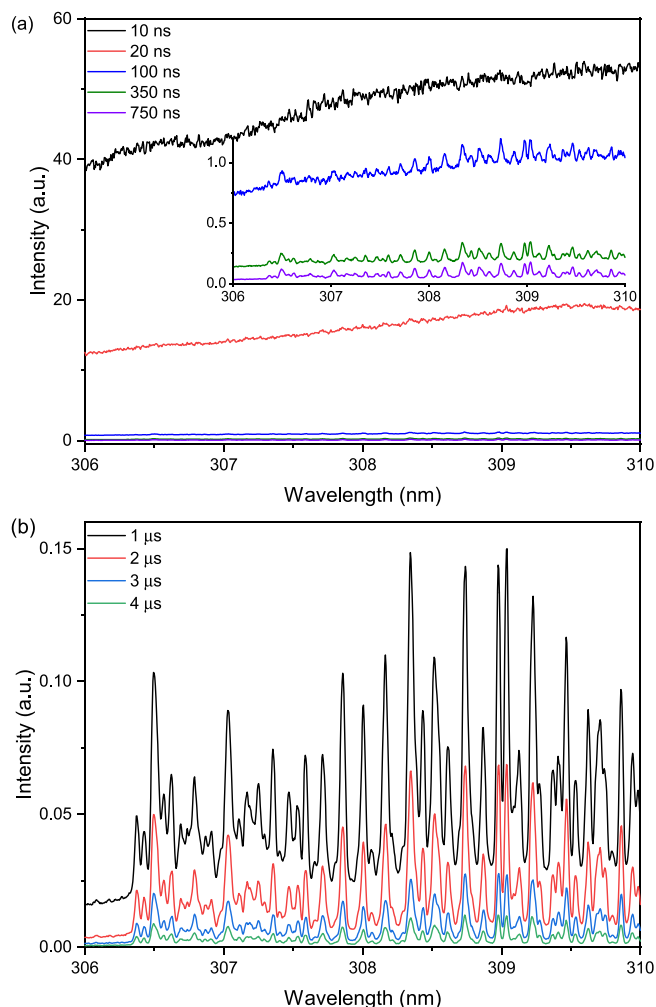 (a)
60
40
20
0
Intensity (a.u.)
10 ns
20 ns
100 ns
350 ns
750 ns
1.0
0.5
0.0
306 307 308 309 310
306 307 308 309 310
Wavelength (nm)
(b)
0.15
0.10
0.05
0.00
Intensity (a.u.)
1 μs
2 μs
3 μs
4 μs
306 307 308 309 310
Wavelength (nm)